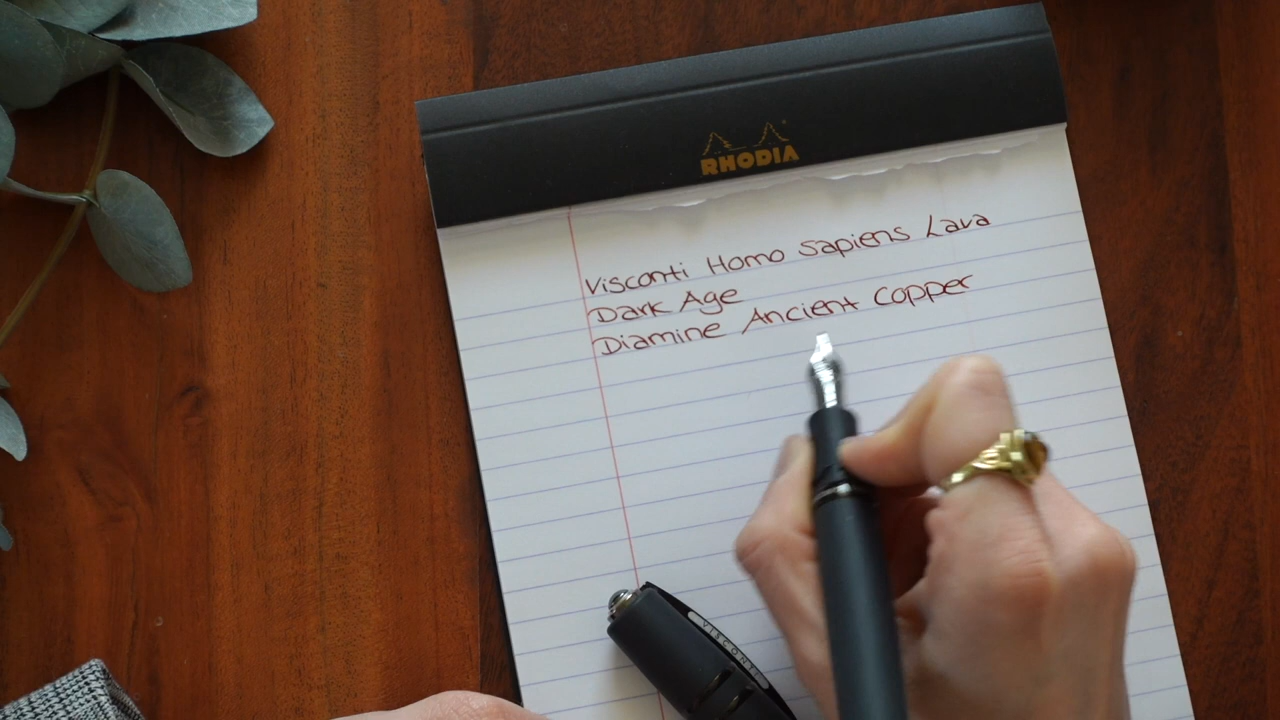 RHODIA
Visconti Homo Sapiens Lava
Dark Age
Diamine Ancient Copper
VISCONTI